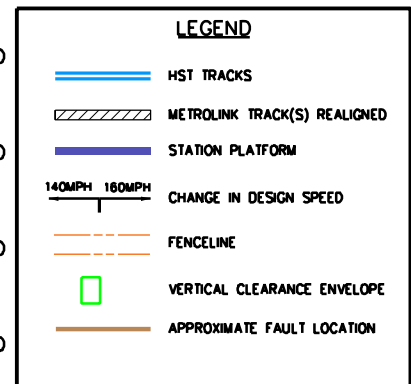 LEGEND
HST TRACKS
METROLINK TRACK(S) REALIGNED
STATION PLATFORM
140MPH 160MPH
CHANGE IN DESIGN SPEED
FENCELINE
VERTICAL CLEARANCE ENVELOPE
APPROXIMATE FAULT LOCATION